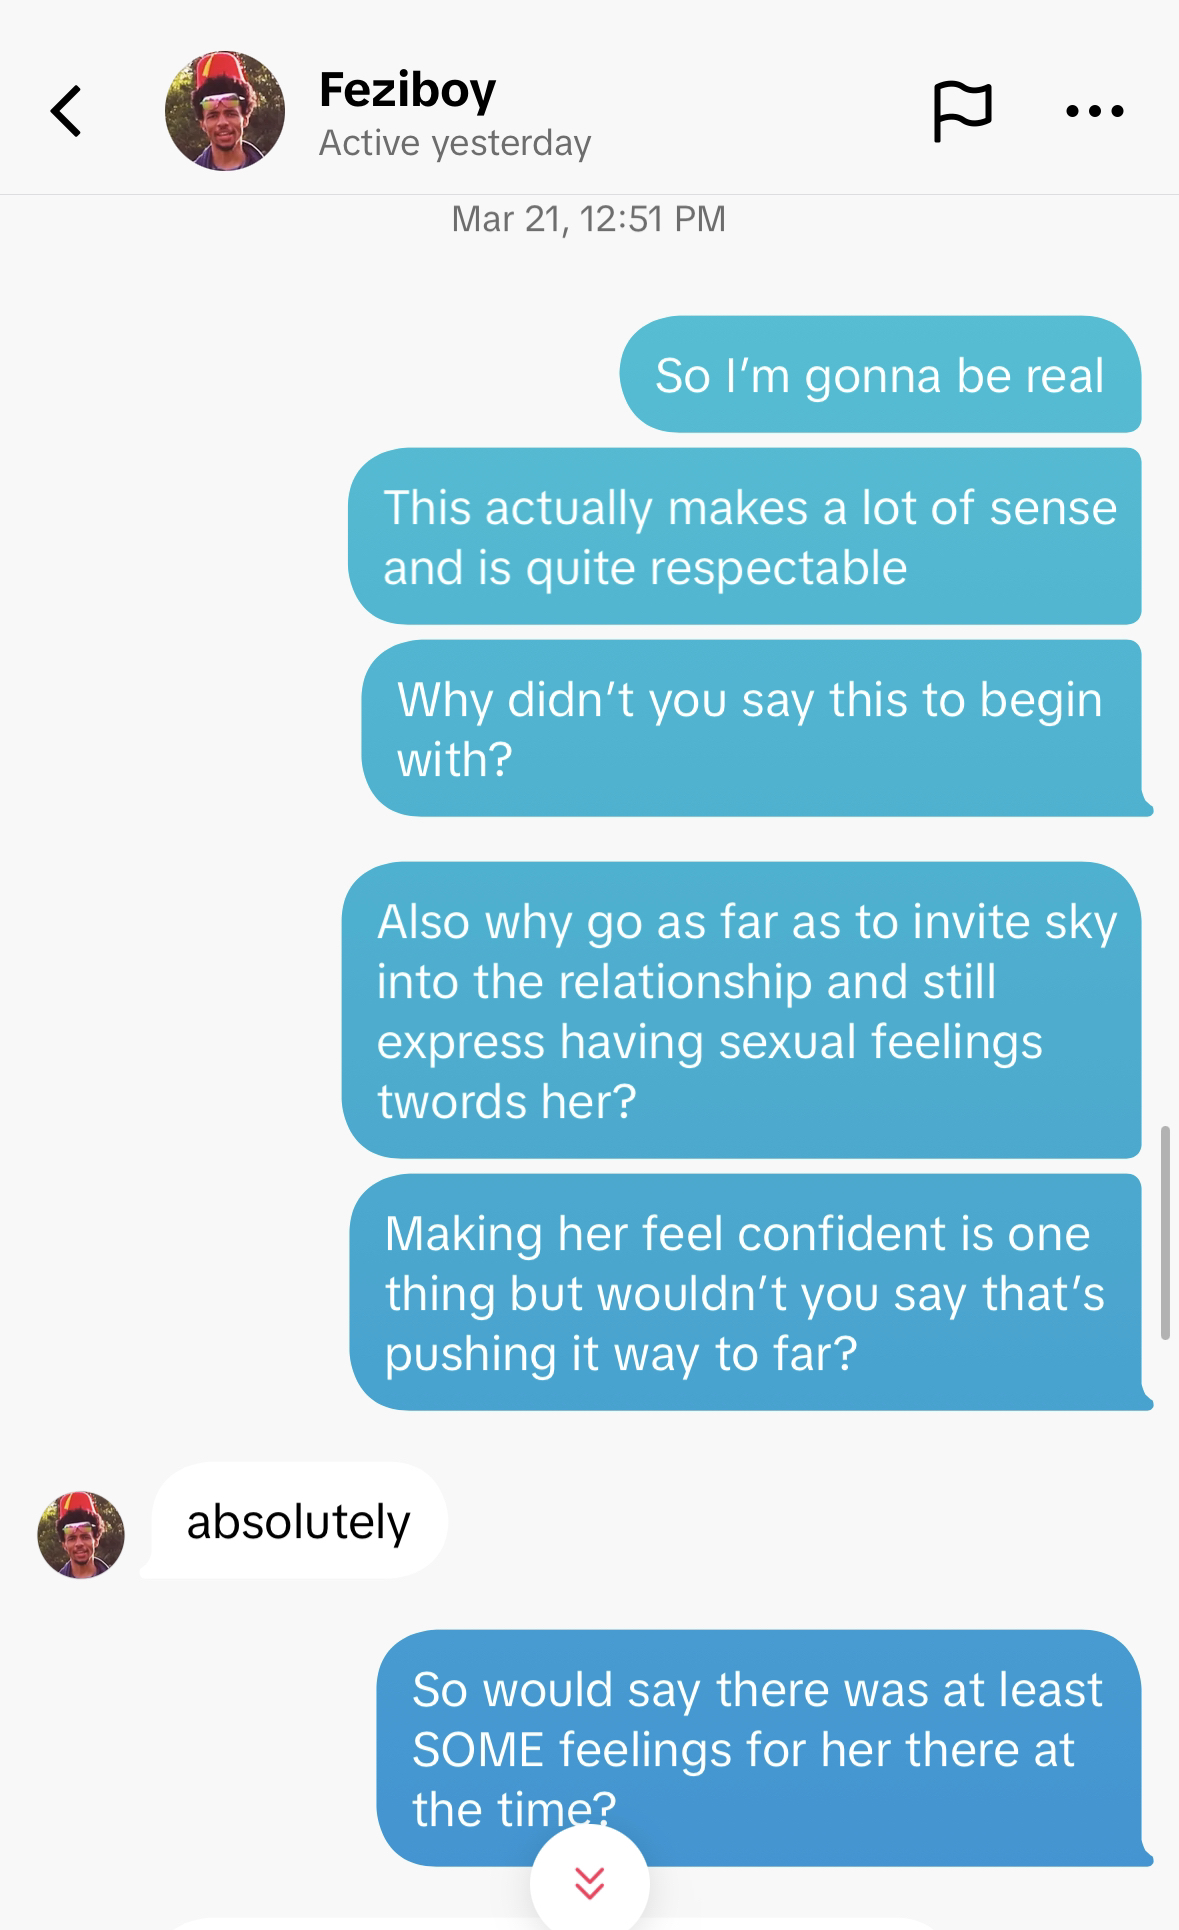 Feziboy
Active yesterday
Mar 21, 12:51 PM
So I'm gonna be real
This actually makes a lot of sense
and is quite respectable
Why didn't you say this to begin
with?
Also why go as far as to invite sky
into the relationship and still
express having sexual feelings
twords her?
Making her feel confident is one
thing but wouldn't you say that's
pushing it way to far?
absolutely
So would say there was at least
SOME feelings for her there at
the time?